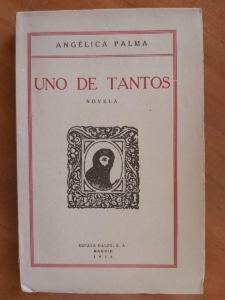 ANGÉLICA PALMA
UNO DE TANTOS
NOVELA
ESPASA-CALPE, S. A.
MADRID